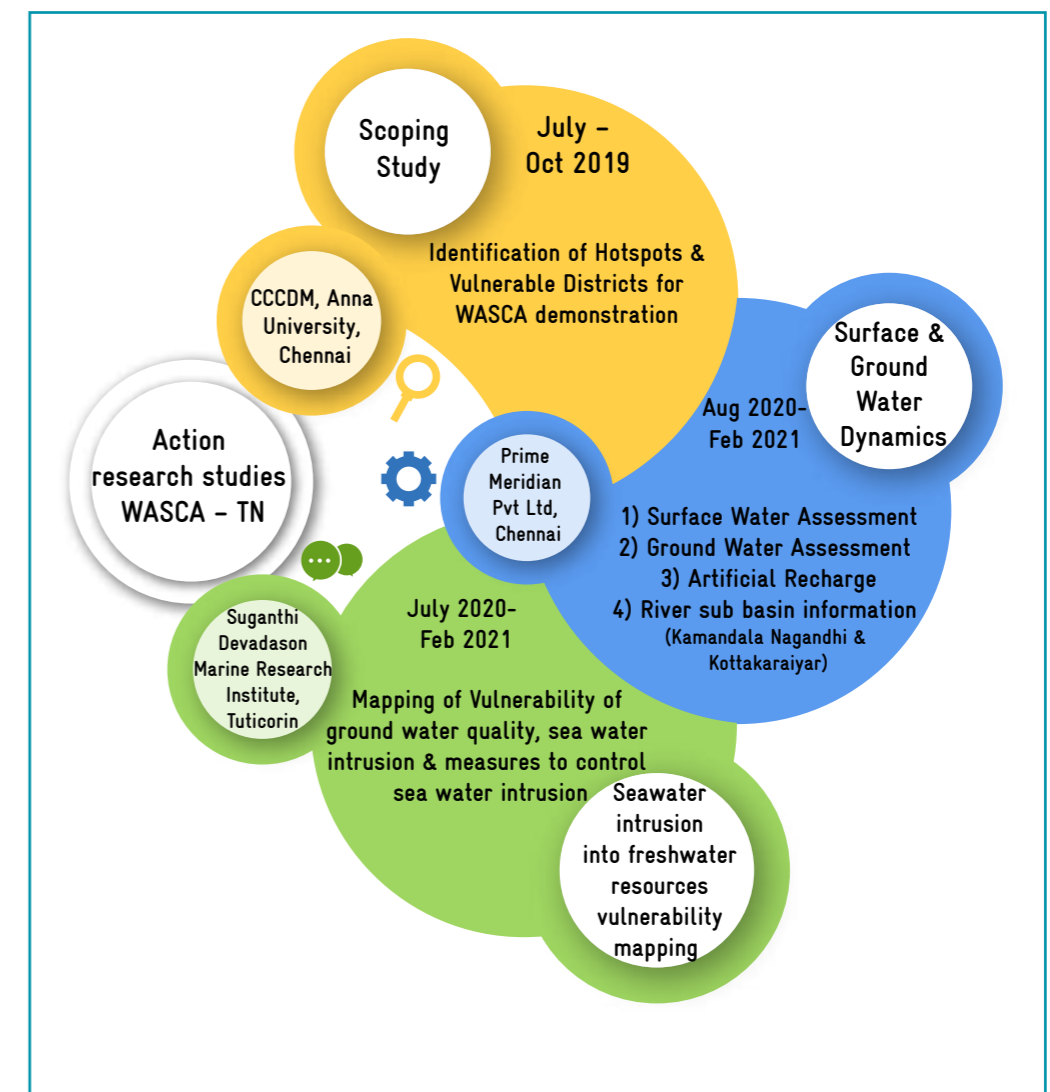 Scoping
Study
July –
Oct 2019
Identification of Hotspots &
Vulnerable Districts for
WASCA demonstration
CCCDM, Anna
University,
Chennai
Action
research studies
WASCA – TN
Surface &
Ground
Water
Dynamics
Aug 2020-
Feb 2021
Prime
Meridian
Pvt Ltd,
Chennai
1) Surface Water Assessment
2) Ground Water Assessment
3) Artificial Recharge
4) River sub basin information
(Kamandala Nagandhi &
Kottakaraiyar)
Suganthi
Devadason
Marine Research
Institute,
Tuticorin
July 2020-
Feb 2021
Mapping of Vulnerability of
ground water quality, sea water
intrusion & measures to control
sea water intrusion
Seawater
intrusion
into freshwater
resources
vulnerability
mapping